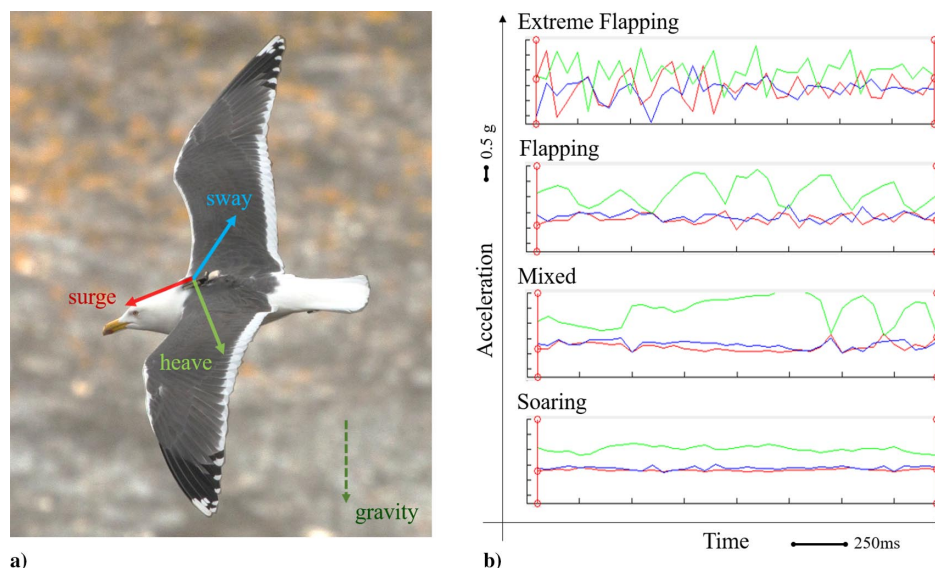 sway
surge
heave
gravity
a)
Extreme Flapping
Flapping
Mixed
Soaring
Acceleration
0.5 g
Time
250ms
b)